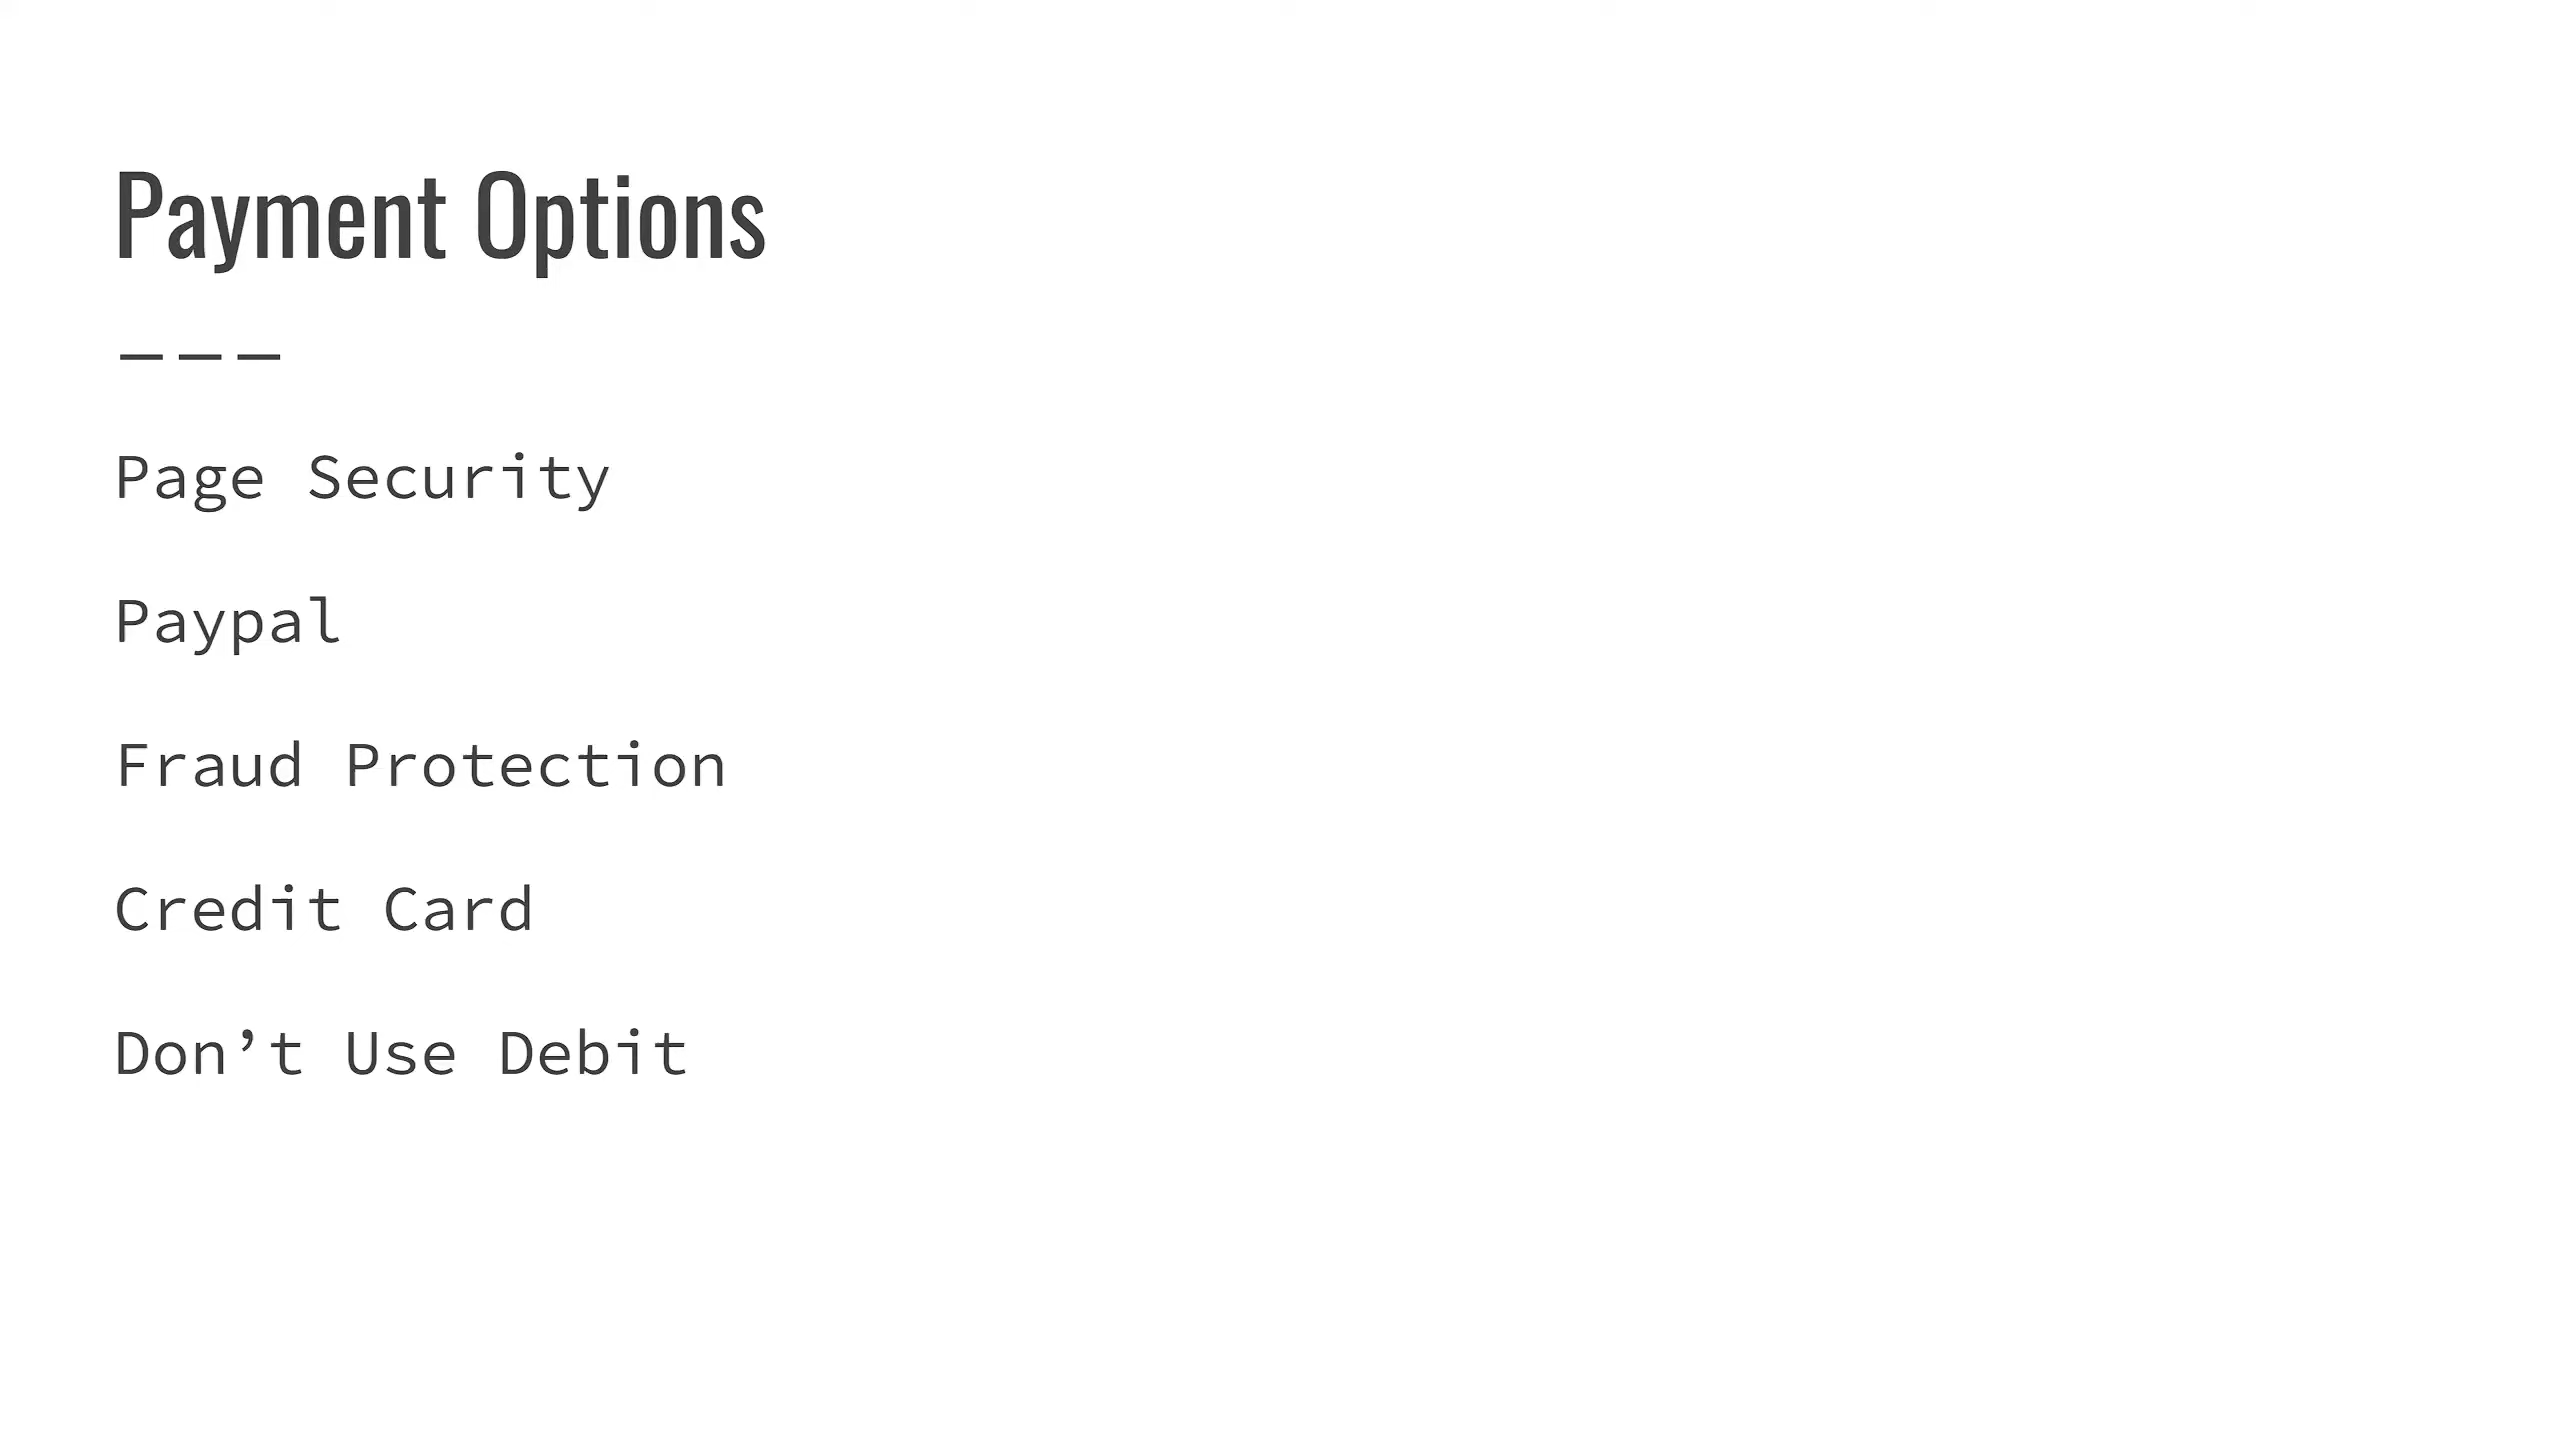 Payment Options
———
Page Security
Paypal
Fraud Protection
Credit Card
Don’t Use Debit